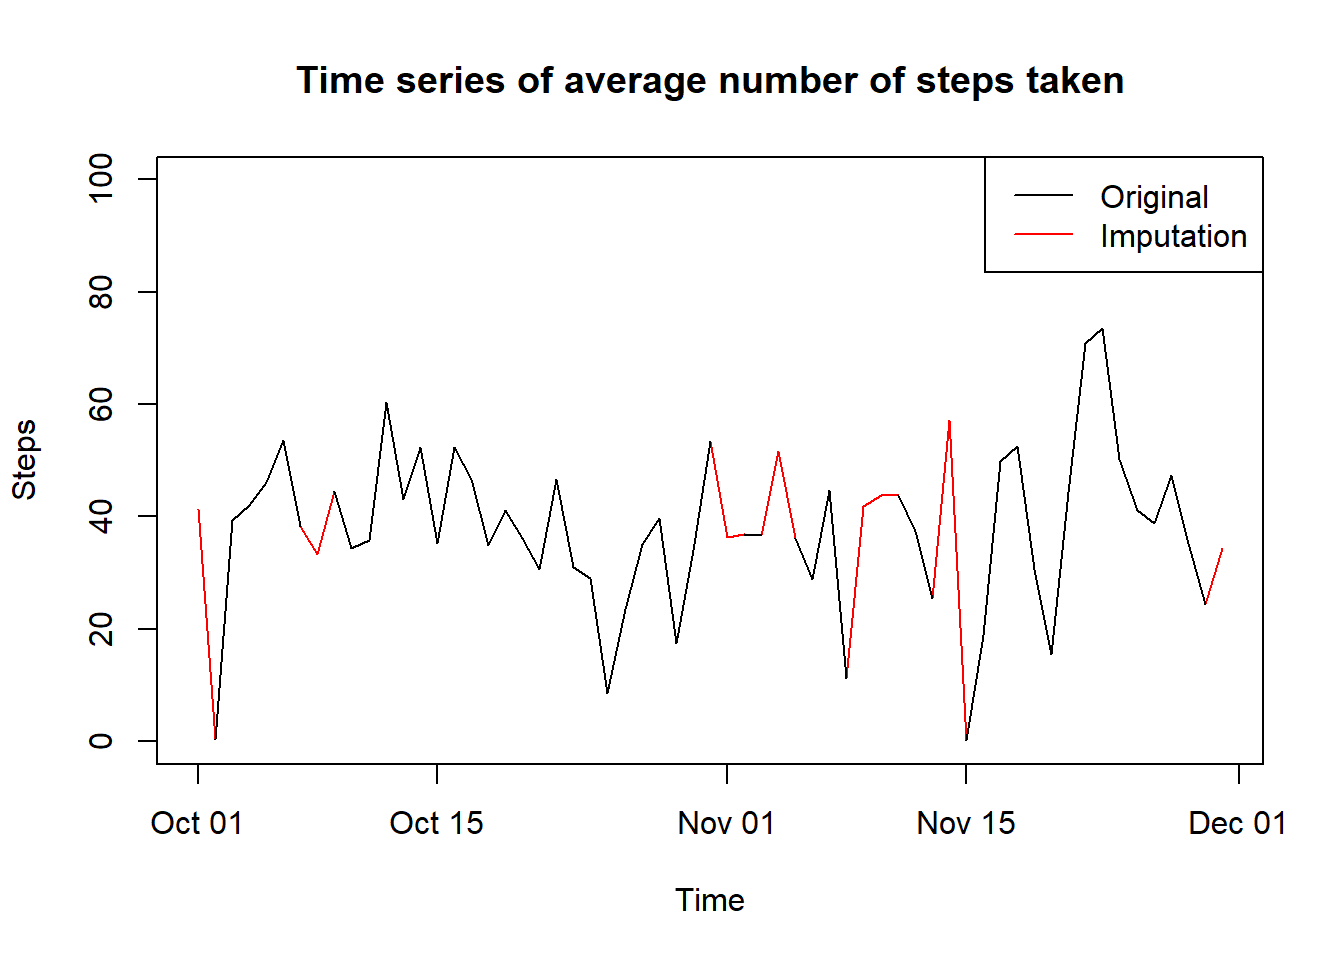 Time series of average number of steps taken
Original
Imputation
Steps
100
80
60
40
20
0
Oct 01
Oct 15
Nov 01
Nov 15
Dec 01
Time